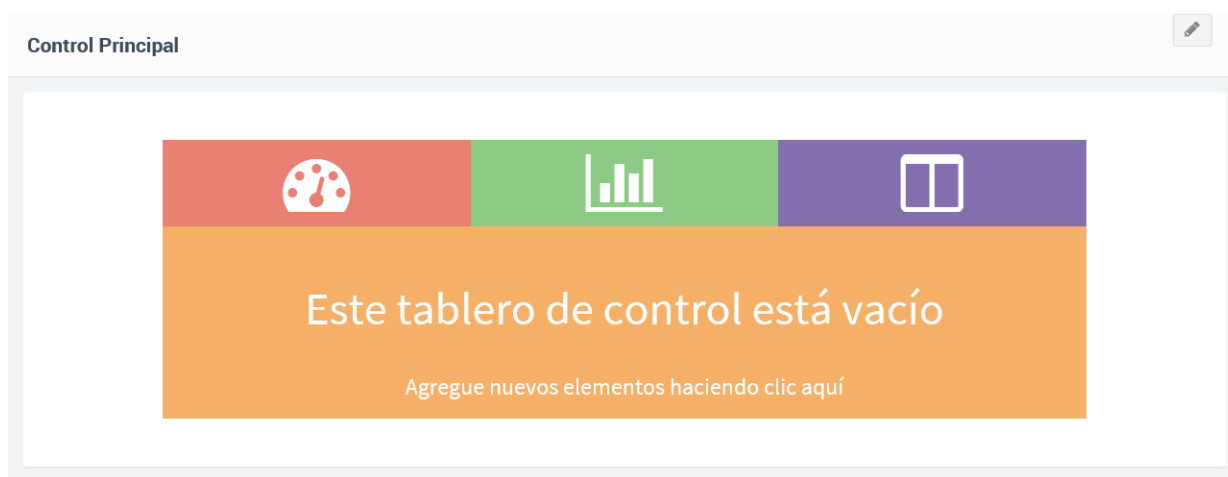 Control Principal
Este tablero de control está vacío
Agregue nuevos elementos haciendo clic aquí